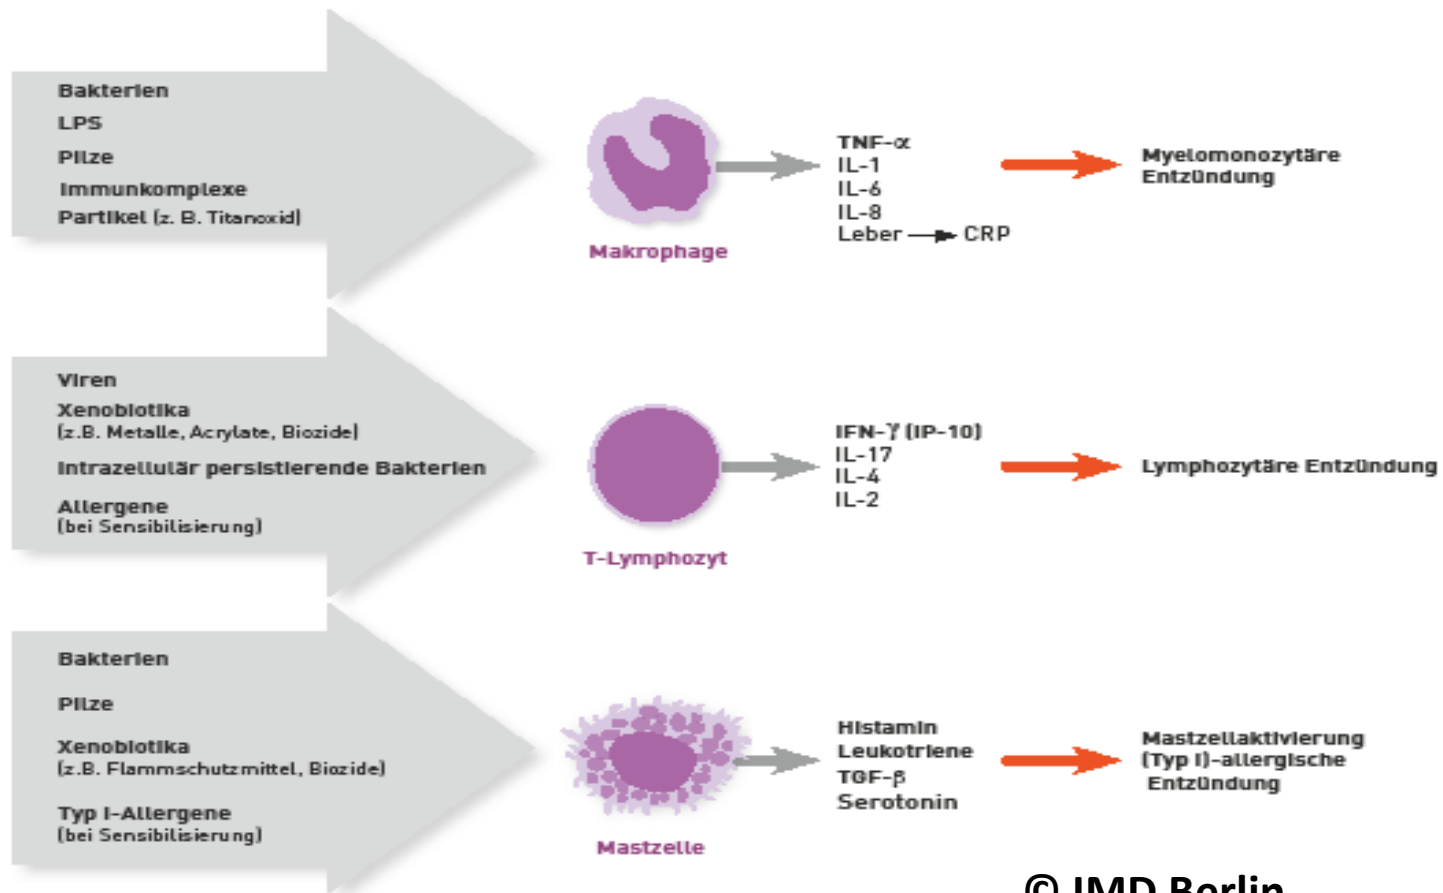 Bakterien
LPS
Pilze
Immunkomplexe
Partikel (z. B. Titanoxid)
Makrophage
TNF-α
IL-1
IL-6
IL-8
Leber → CRP
Myelomonozytäre
Entzündung
Viren
Xenobiotika
(z.B. Metalle, Acrylate, Biozide)
Intrazellulär persistierende Bakterien
Allergene
(bei Sensibilisierung)
T-Lymphozyt
IFN-γ (IP-10)
IL-17
IL-4
IL-2
Lymphozytäre Entzündung
Bakterien
Pilze
Xenobiotika
(z.B. Flammschutzmittel, Biozide)
Typ I-Allergene
(bei Sensibilisierung)
Mastzelle
Histamin
Leukotriene
TGF-β
Serotonin
Mastzellaktivierung
(Typ I)-allergische
Entzündung
© IMD Berlin